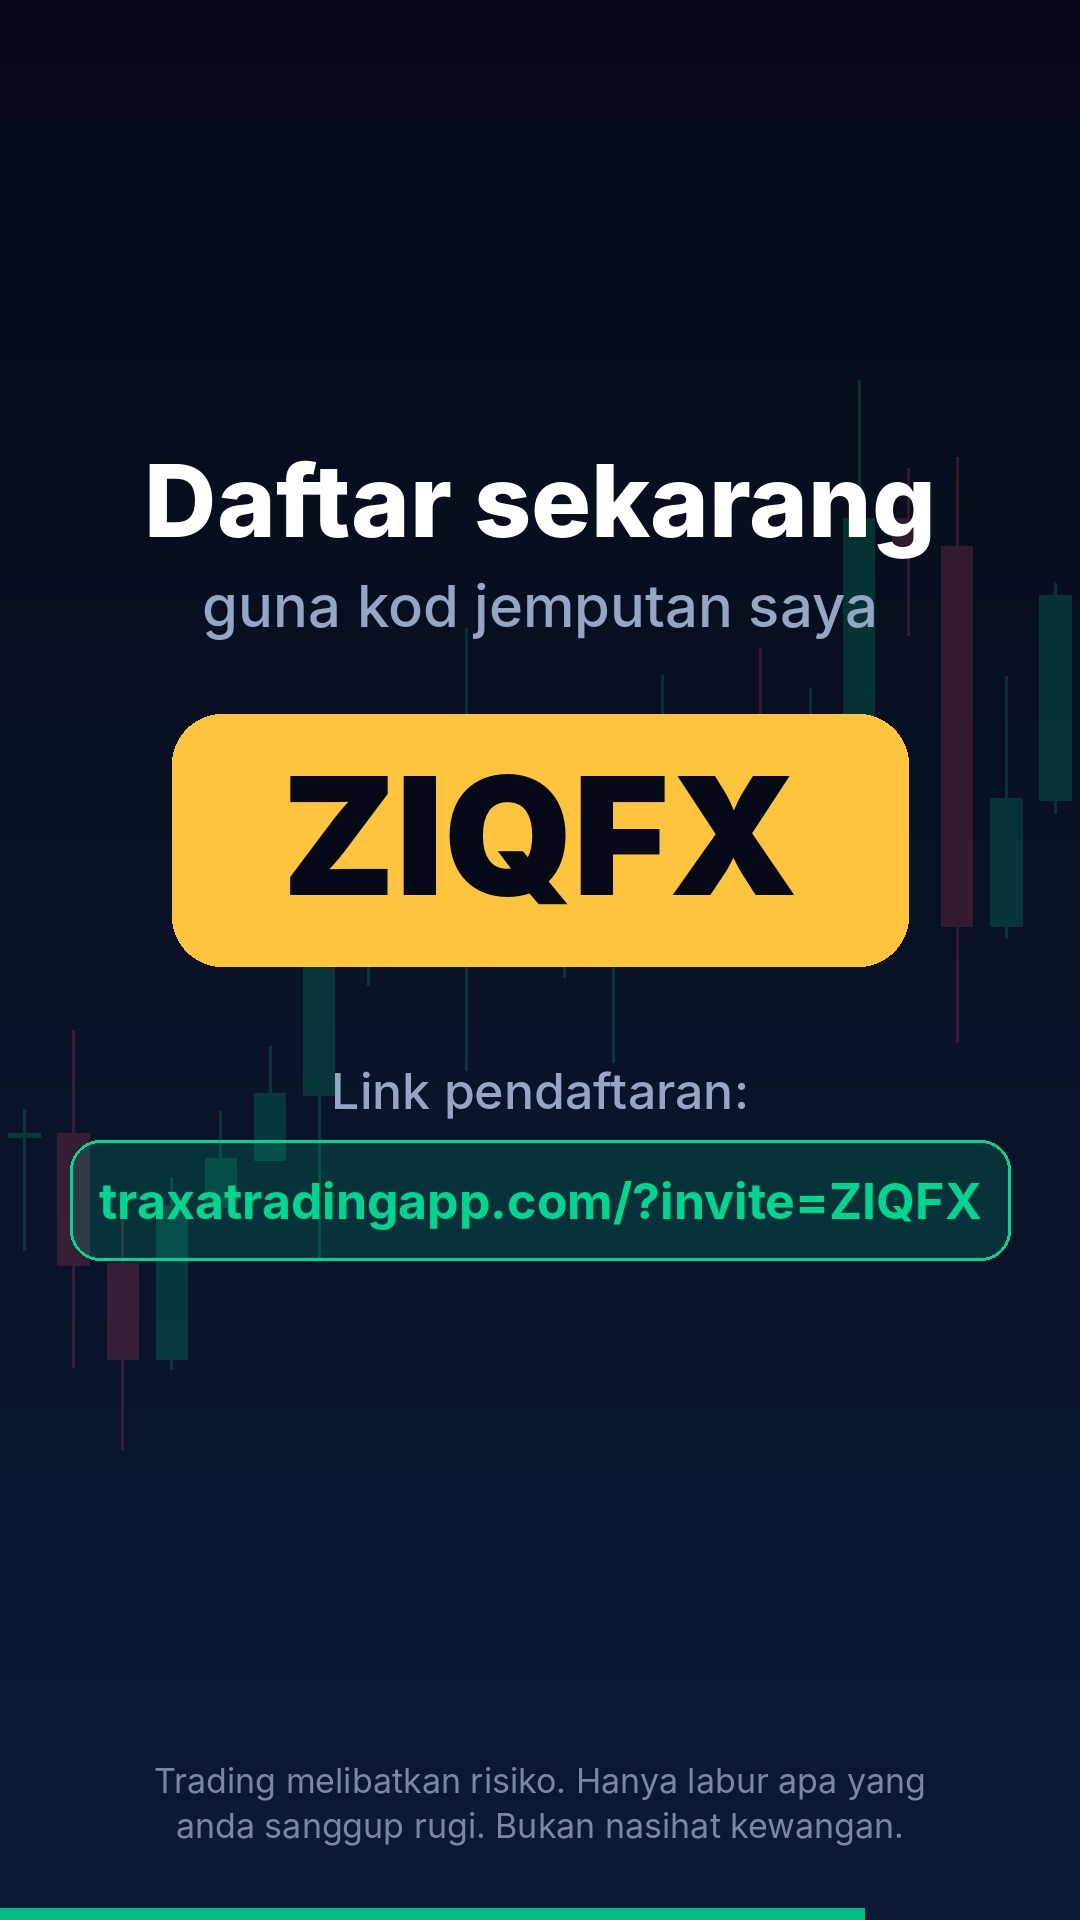 Daftar sekarang
guna kod jemputan saya
ZIQFX
Link pendaftaran:
traxatradingapp.com/?invite=ZIQFX
Trading melibatkan risiko. Hanya labur apa yang
anda sanggup rugi. Bukan nasihat kewangan.